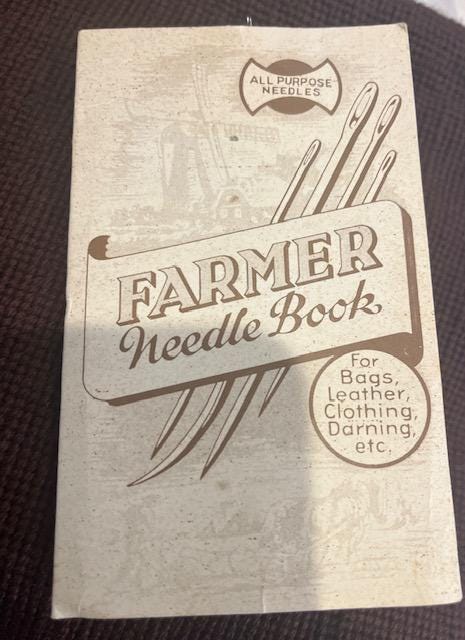 ALL PURPOSE
NEEDLES
FARMER
Needle Book
For
Bags,
Leather,
Clothing,
Darning,
etc.